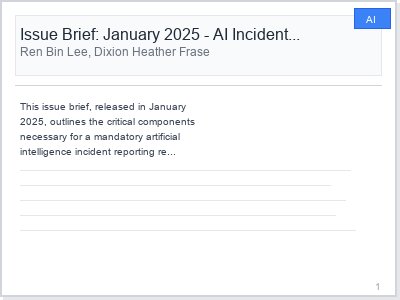 AI
Issue Brief: January 2025 - AI Incident...
Ren Bin Lee, Dixion Heather Frase
This issue brief, released in January
2025, outlines the critical components
necessary for a mandatory artificial
intelligence incident reporting re...
1